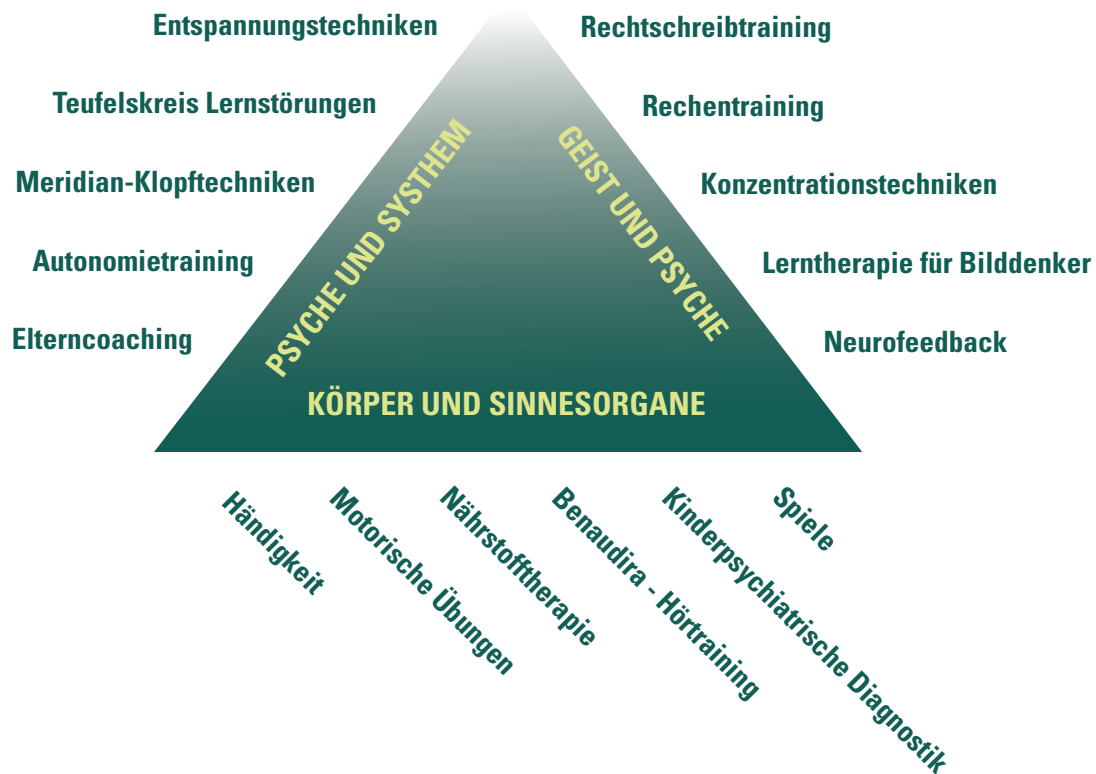 Entspannungstechniken
Teufelskreis Lernstörungen
Meridian-Klopftechniken
Autonomietraining
Elterncoaching
PSYCHE UND SYSTHEM
GEIST UND PSYCHE
KÖRPER UND SINNESORGANE
Rechtschreibtraining
Rechentraining
Konzentrationstechniken
Lerntherapie für Bilddenker
Neurofeedback
Händigkeit
Motorische Übungen
Nährstofftherapie
Benaudira - Hörtraining
Kinderpsychiatrische Diagnostik
Spiele